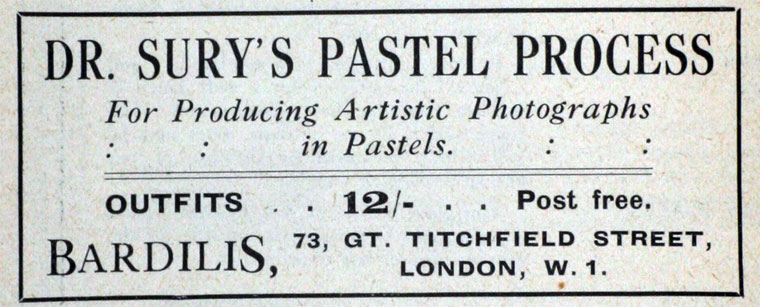 DR. SURY'S PASTEL PROCESS
For Producing Artistic Photographs
: : in Pastels. : :
OUTFITS . . 12/- . . Post free.
BARDILIS, 73, GT. TITCHFIELD STREET,
LONDON, W. 1.